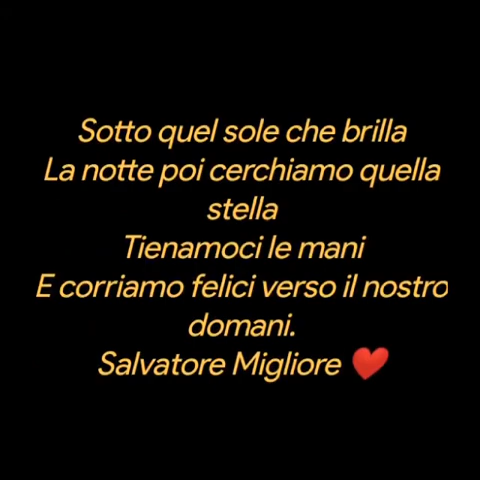 Sotto quel sole che brilla
La notte poi cerchiamo quella
stella
Tienamoci le mani
E corriamo felici verso il nostro
domani.
Salvatore Migliore ❤️